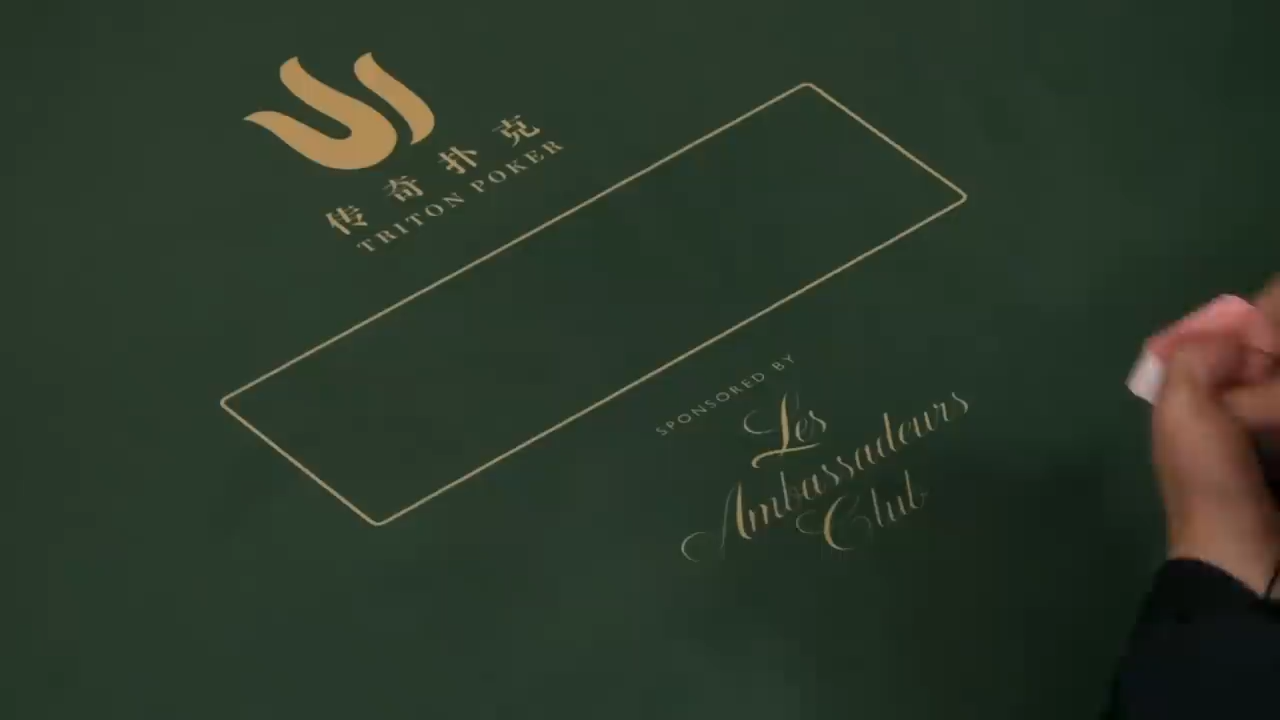 传奇扑克
TRITON POKER
SPONSORED BY
Les
Ambassadeurs
Club